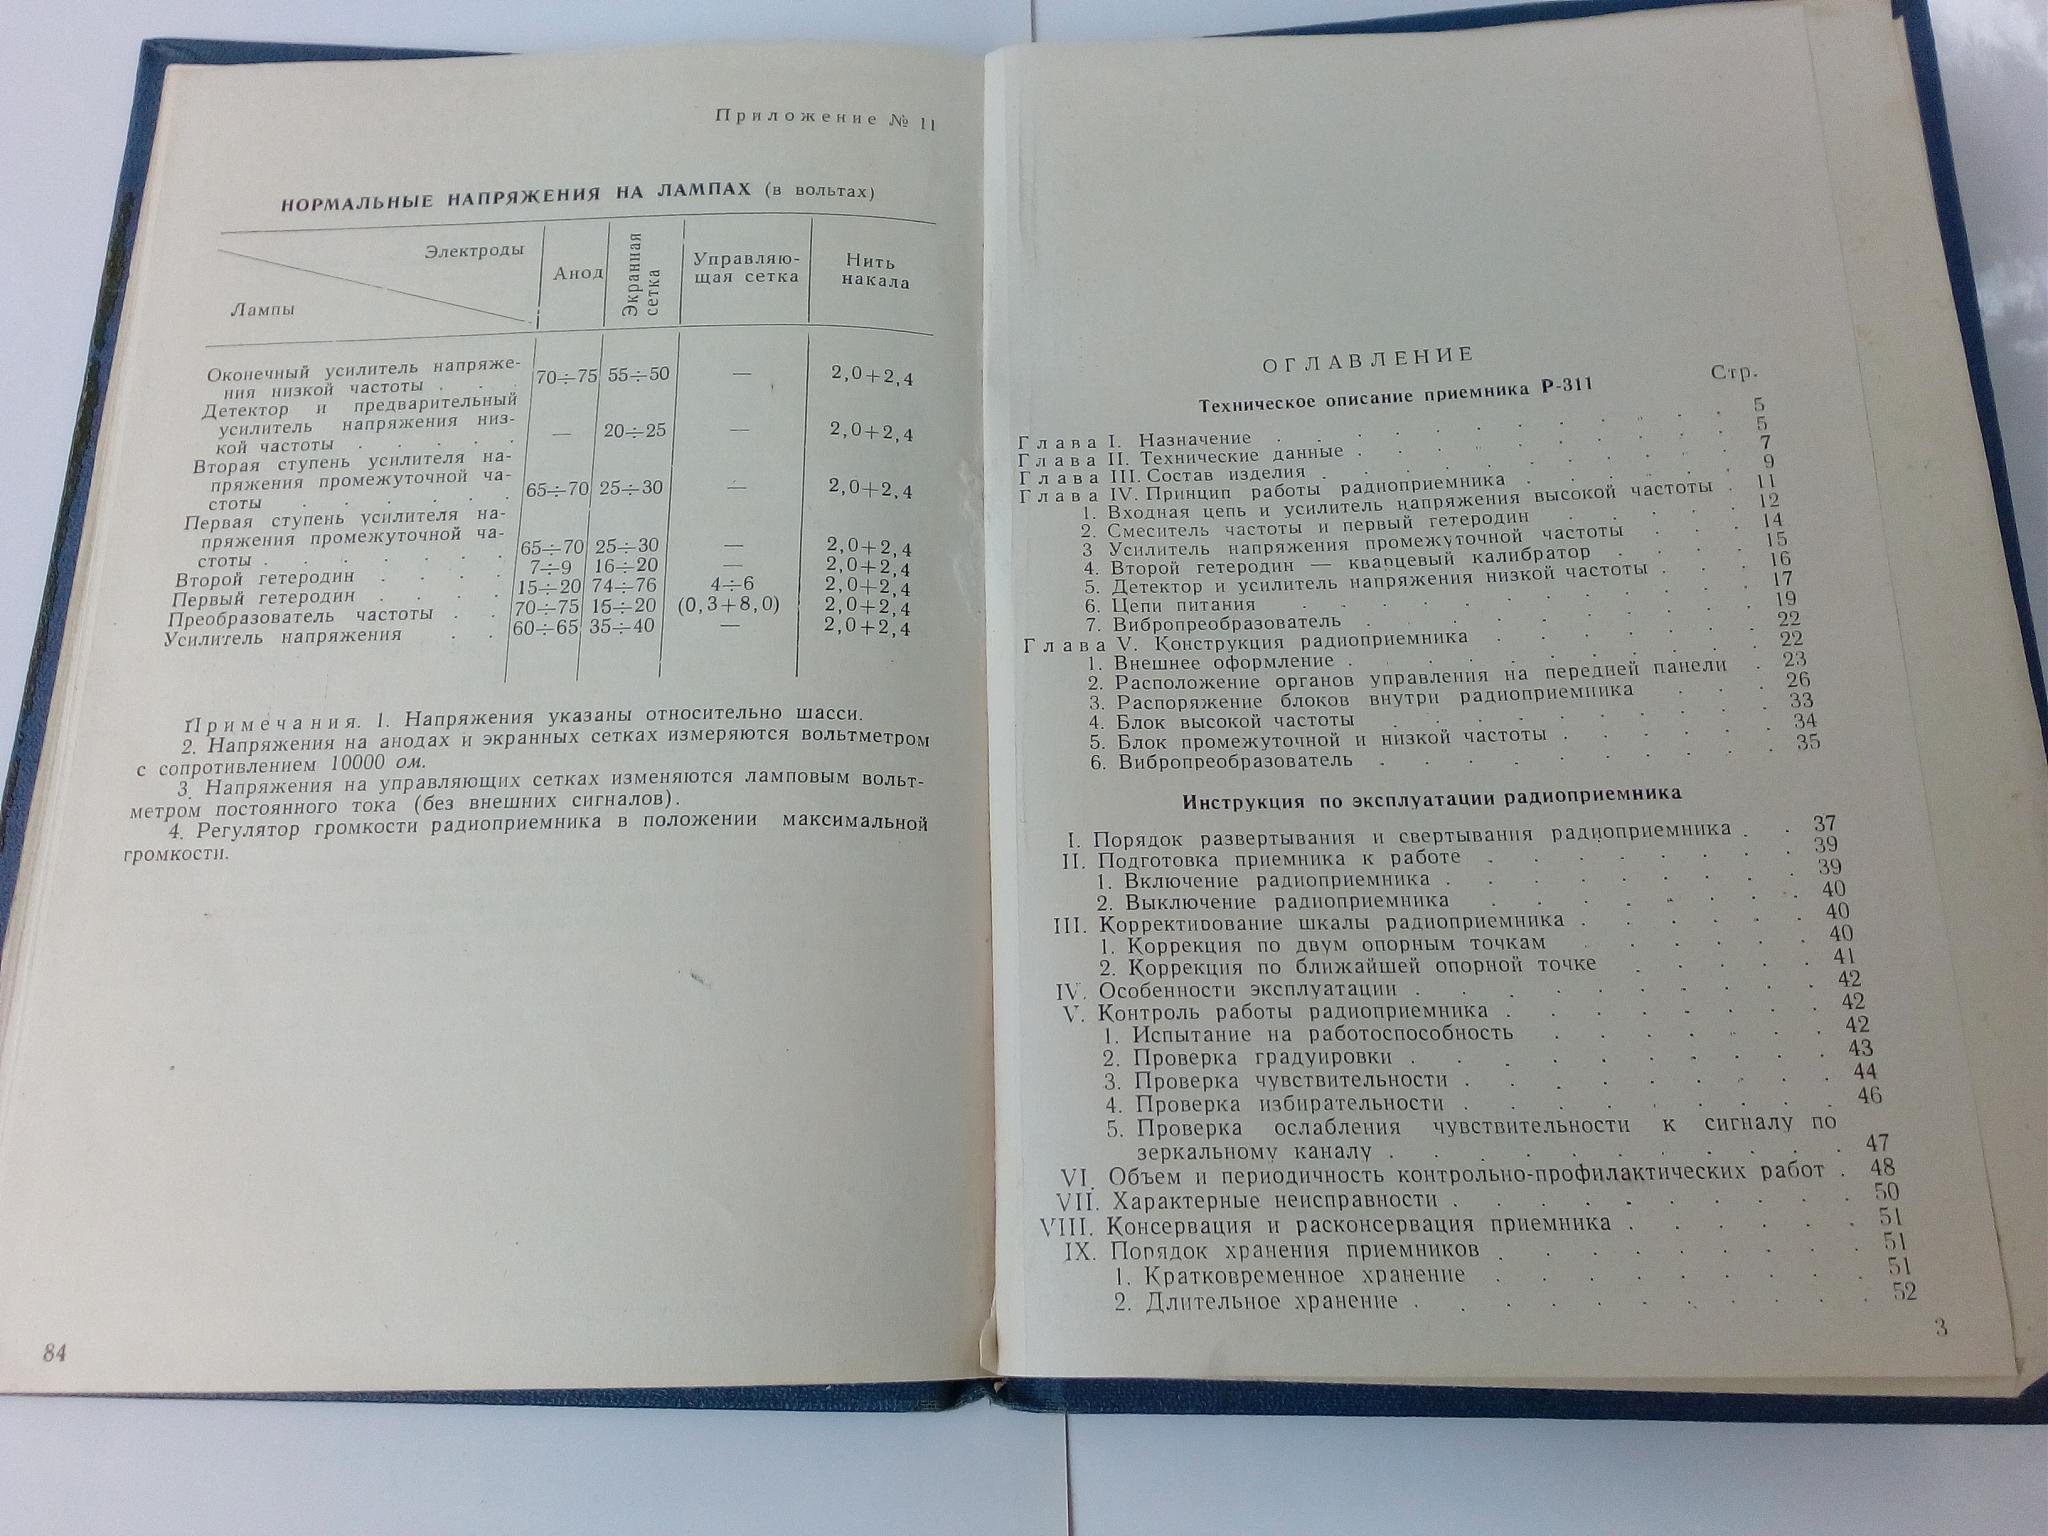 Приложение № 11
НОРМАЛЬНЫЕ НАПРЯЖЕНИЯ НА ЛАМПАХ (в вольтах)
Электроды
Лампы
Анод
Экранная
сетка
Управляю-
щая сетка
Нить
накала
Оконечный усилитель напряже-
ния низкой частоты . . . 70÷75 55÷50 — 2,0+2,4
Детектор и предварительный
усилитель напряжения низ-
кой частоты . . . . . — 20÷25 — 2,0+2,4
Вторая ступень усилителя на-
пряжения промежуточной ча-
стоты . . . . . . 65÷70 25÷30 — 2,0+2,4
Первая ступень усилителя на-
пряжения промежуточной ча-
стоты . . . . . . 65÷70 25÷30 — 2,0+2,4
Второй гетеродин . . . . 7÷9 16÷20 — 2,0+2,4
Первый гетеродин . . . . 15÷20 74÷76 4÷6 2,0+2,4
Преобразователь частоты . . 70÷75 15÷20 (0,3+8,0) 2,0+2,4
Усилитель напряжения . . 60÷65 35÷40 — 2,0+2,4
Примечания. 1. Напряжения указаны относительно шасси.
2. Напряжения на анодах и экранных сетках измеряются вольтметром
с сопротивлением 10000 ом.
3. Напряжения на управляющих сетках изменяются ламповым вольт-
метром постоянного тока (без внешних сигналов).
4. Регулятор громкости радиоприемника в положении максимальной
громкости.
84
ОГЛАВЛЕНИЕ
Стр.
Техническое описание приемника Р-311
Глава I. Назначение . . . . . . . . . 5
Глава II. Технические данные . . . . . . . . 5
Глава III. Состав изделия . . . . . . . . . 7
Глава IV. Принцип работы радиоприемника . . . . . 9
1. Входная цепь и усилитель напряжения высокой частоты . 11
2. Смеситель частоты и первый гетеродин . . . . . 12
3 Усилитель напряжения промежуточной частоты . . . 14
4. Второй гетеродин — кварцевый калибратор . . . . 15
5. Детектор и усилитель напряжения низкой частоты . . . 16
6. Цепи питания . . . . . . . . . 17
7. Вибропреобразователь . . . . . . . . 19
Глава V. Конструкция радиоприемника . . . . . . 22
1. Внешнее оформление . . . . . . . . 22
2. Расположение органов управления на передней панели . 23
3. Распоряжение блоков внутри радиоприемника . . . 26
4. Блок высокой частоты . . . . . . . . 33
5. Блок промежуточной и низкой частоты . . . . . 34
6. Вибропреобразователь . . . . . . . . 35
Инструкция по эксплуатации радиоприемника
I. Порядок развертывания и свертывания радиоприемника . . 37
II. Подготовка приемника к работе . . . . . . . 39
1. Включение радиоприемника . . . . . . . . 39
2. Выключение радиоприемника . . . . . . . 40
III. Корректирование шкалы радиоприемника . . . . . . 40
1. Коррекция по двум опорным точкам . . . . . 40
2. Коррекция по ближайшей опорной точке . . . . . 41
IV. Особенности эксплуатации . . . . . . . . . 42
V. Контроль работы радиоприемника . . . . . . . 42
1. Испытание на работоспособность . . . . . . 42
2. Проверка градуировки . . . . . . . . . 43
3. Проверка чувствительности . . . . . . . . 44
4. Проверка избирательности . . . . . . . . 46
5. Проверка ослабления чувствительности к сигналу по
зеркальному каналу . . . . . . . . . 47
VI. Объем и периодичность контрольно-профилактических работ . 48
VII. Характерные неисправности . . . . . . . . . 50
VIII. Консервация и расконсервация приемника . . . . . . 51
IX. Порядок хранения приемников . . . . . . . . 51
1. Кратковременное хранение . . . . . . . . 51
2. Длительное хранение . . . . . . . . . . 52
3